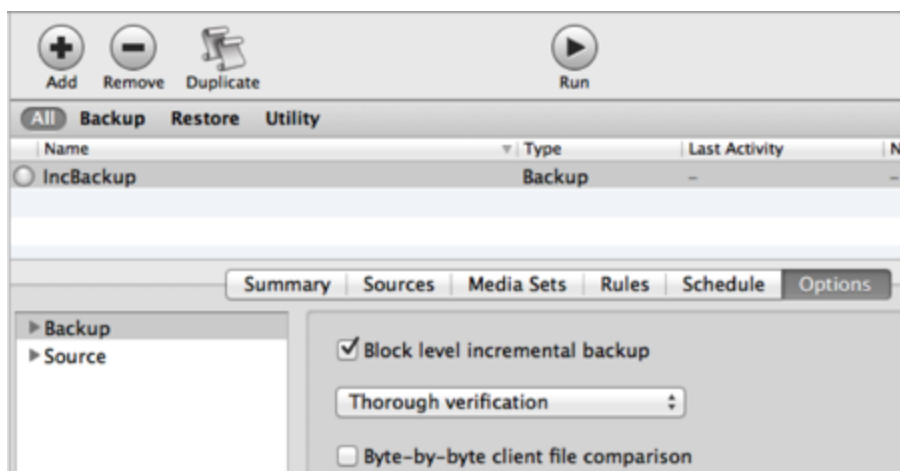 Add Remove Duplicate Run
All Backup Restore Utility
Name Type Last Activity N
IncBackup Backup – –
Summary Sources Media Sets Rules Schedule Options
Backup
Source
Block level incremental backup
Thorough verification
Byte-by-byte client file comparison